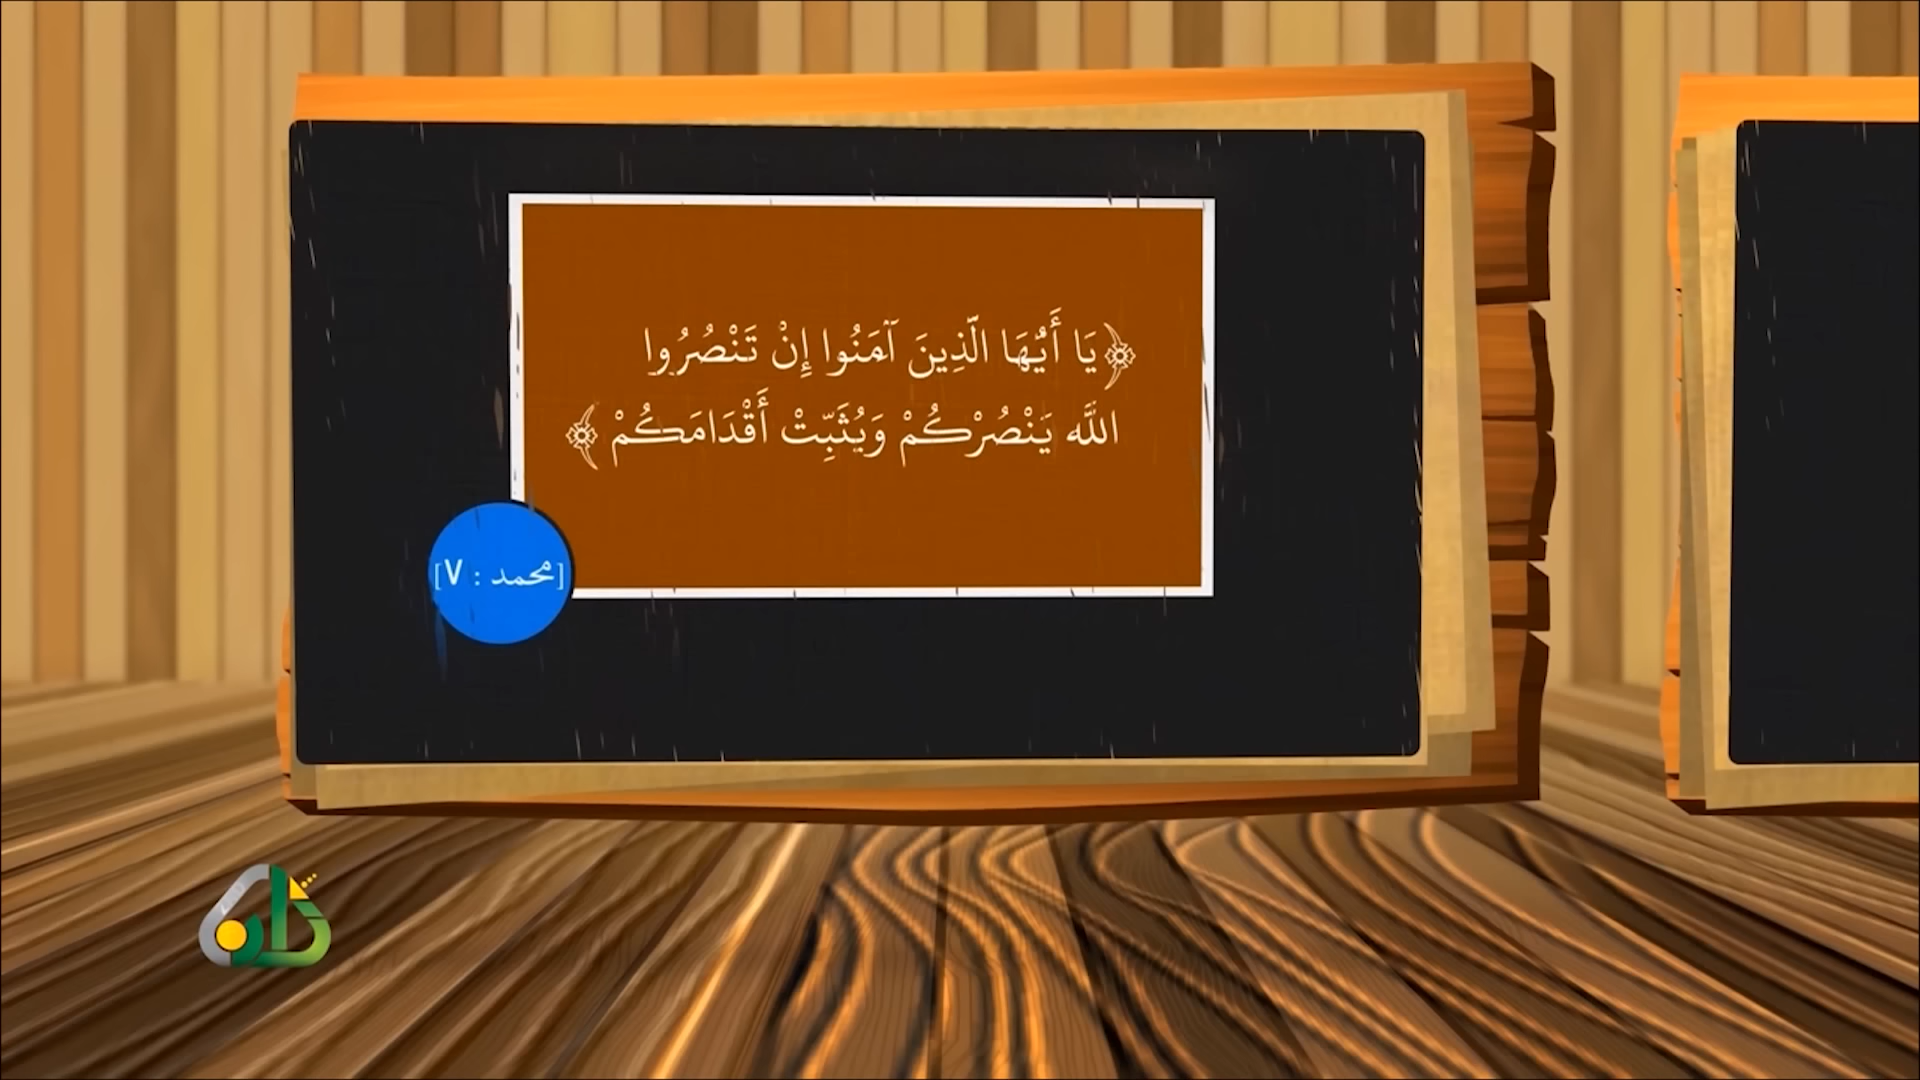 ﴿يَا أَيُّهَا الَّذِينَ آمَنُوا إِنْ تَنْصُرُوا
اللَّه يَنْصُرْكُمْ وَيُثَبِّتْ أَقْدَامَكُمْ﴾
[محمد : ٧]